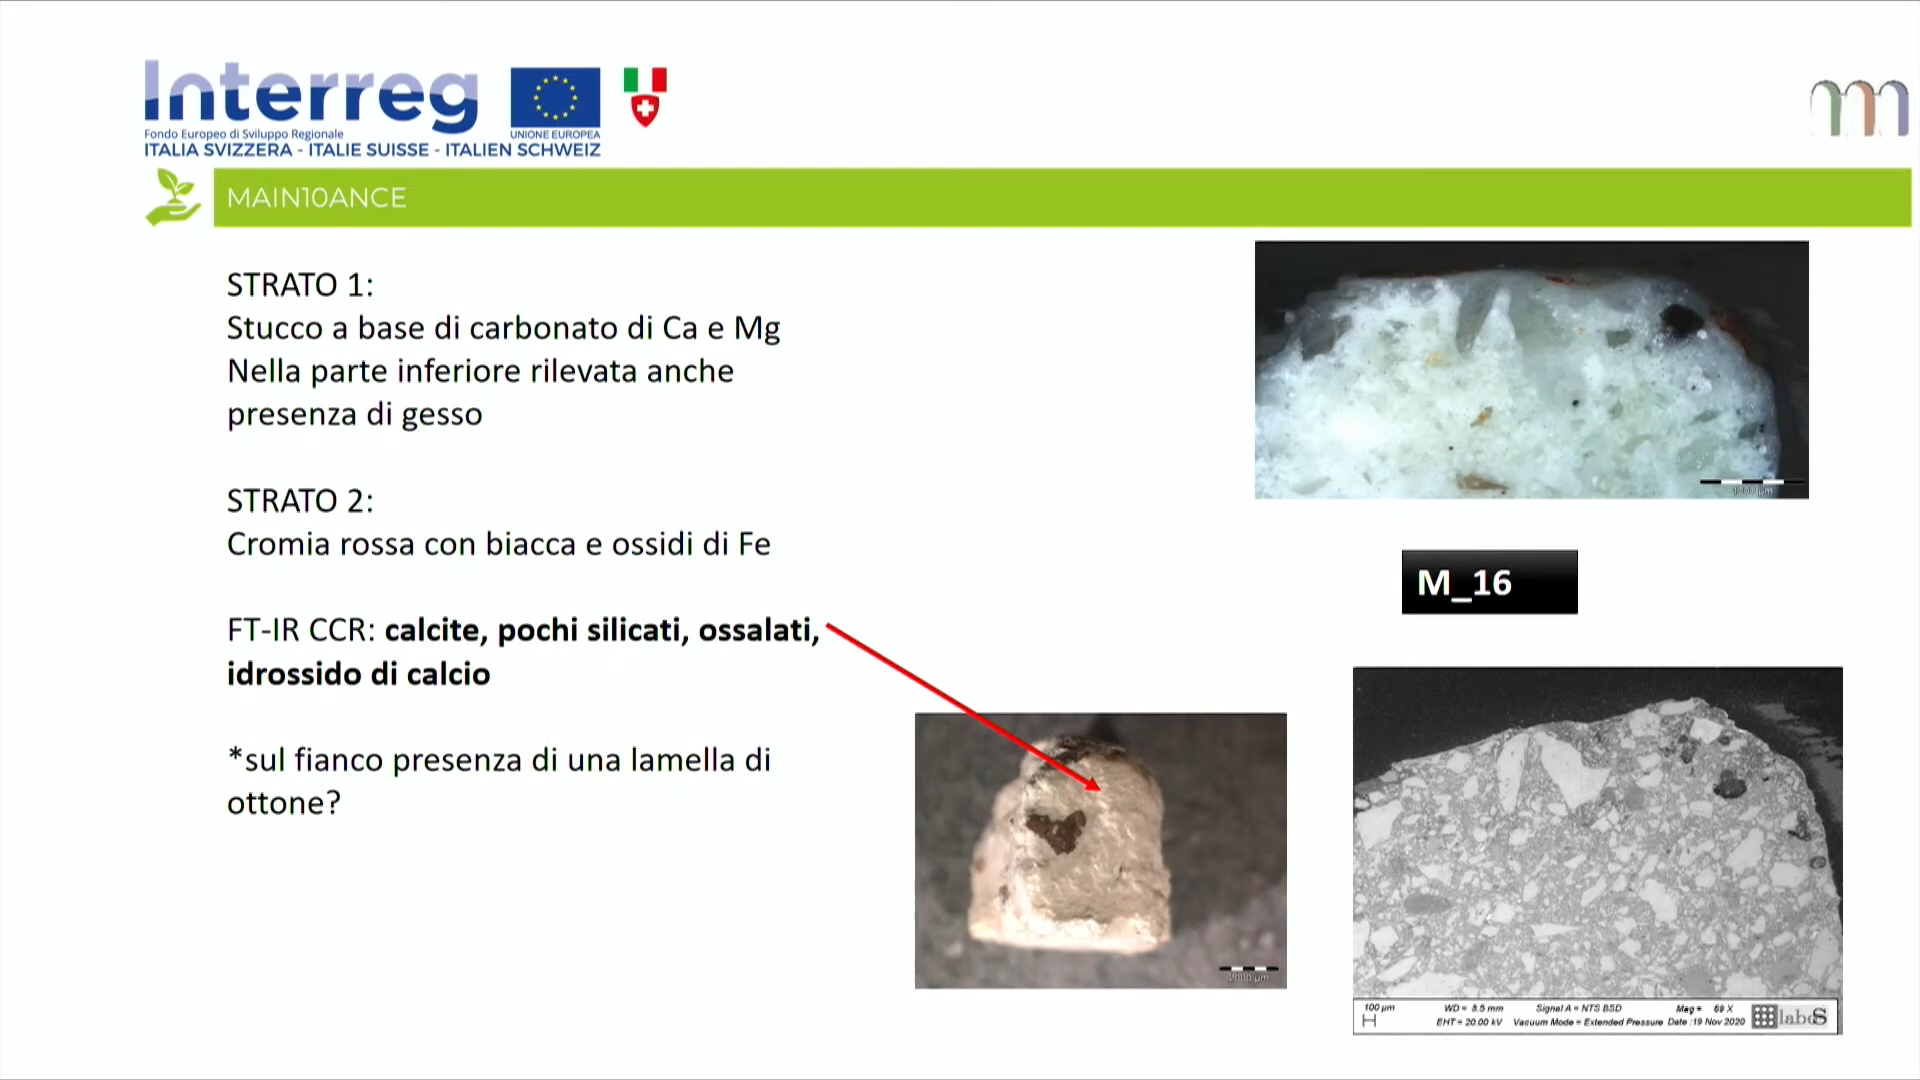 Interreg
Fondo Europeo di Sviluppo Regionale
UNIONE EUROPEA
ITALIA SVIZZERA - ITALIE SUISSE - ITALIEN SCHWEIZ
MAIN10ANCE
STRATO 1:
Stucco a base di carbonato di Ca e Mg
Nella parte inferiore rilevata anche
presenza di gesso
STRATO 2:
Cromia rossa con biacca e ossidi di Fe
FT-IR CCR: calcite, pochi silicati, ossalati,
idrossido di calcio
*sul fianco presenza di una lamella di
ottone?
M_16
2000 µm
100 µm
WD = 8.5 mm
Signal A = NTS BSD
Mag = 69 X
EHT = 20.00 kV
Vacuum Mode = Extended Pressure
Date :19 Nov 2020